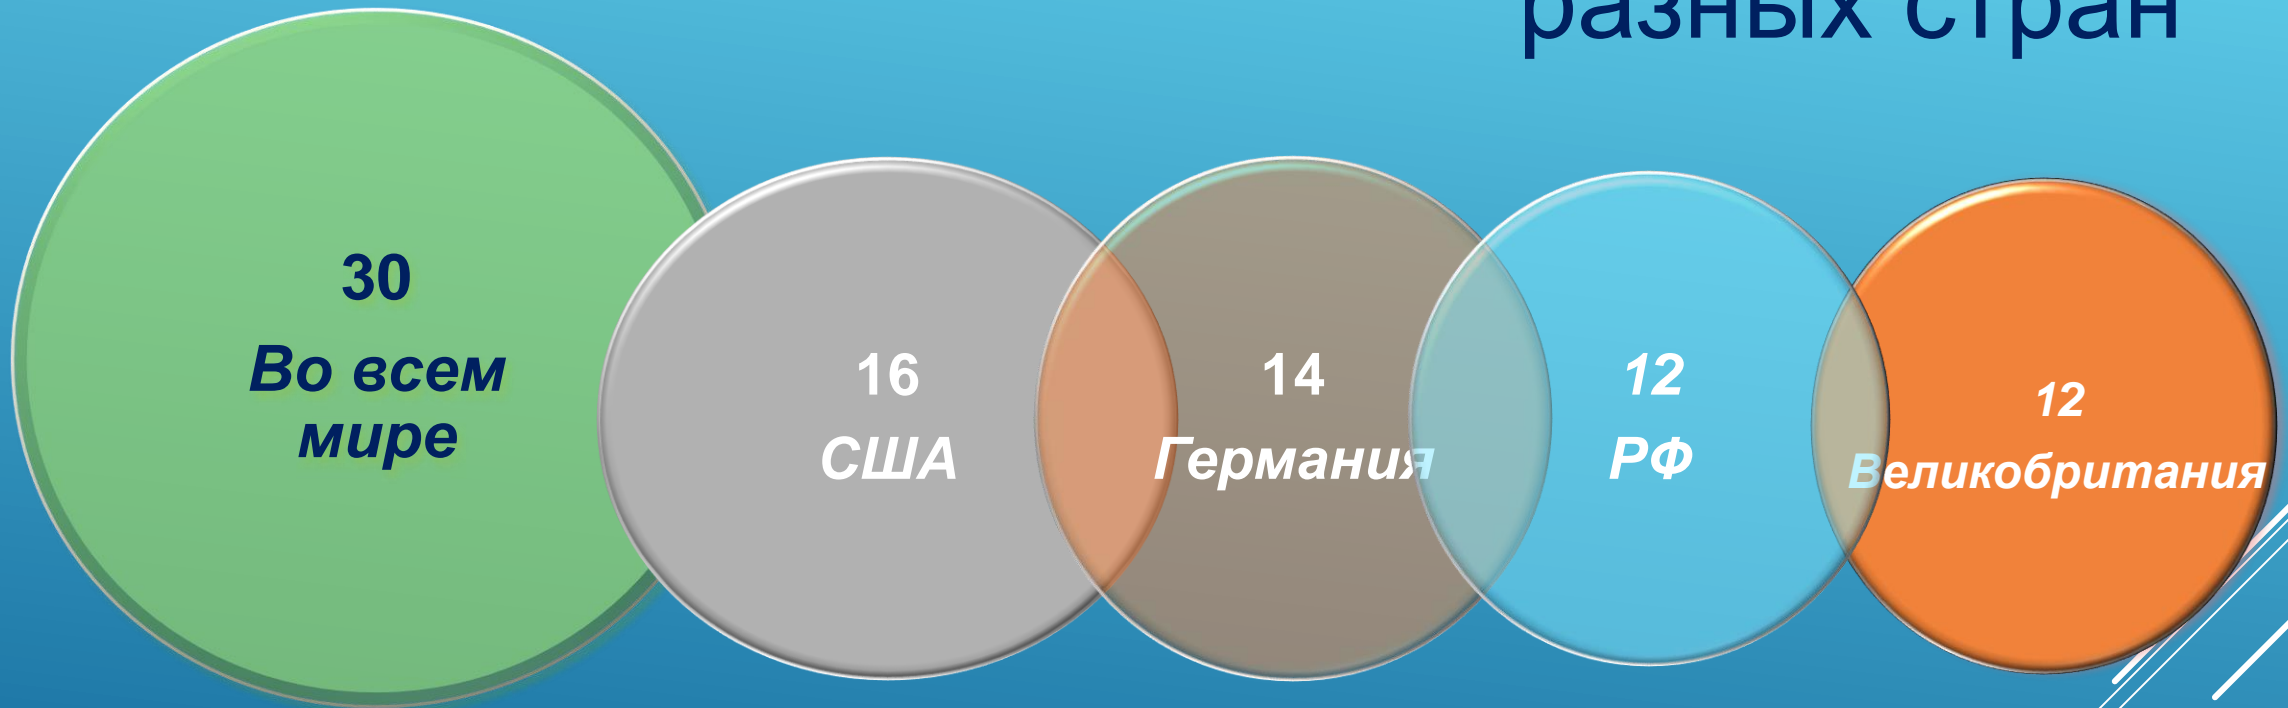 разных стран
30
Во всем
мире
16
США
14
Германия
12
РФ
12
Великобритания